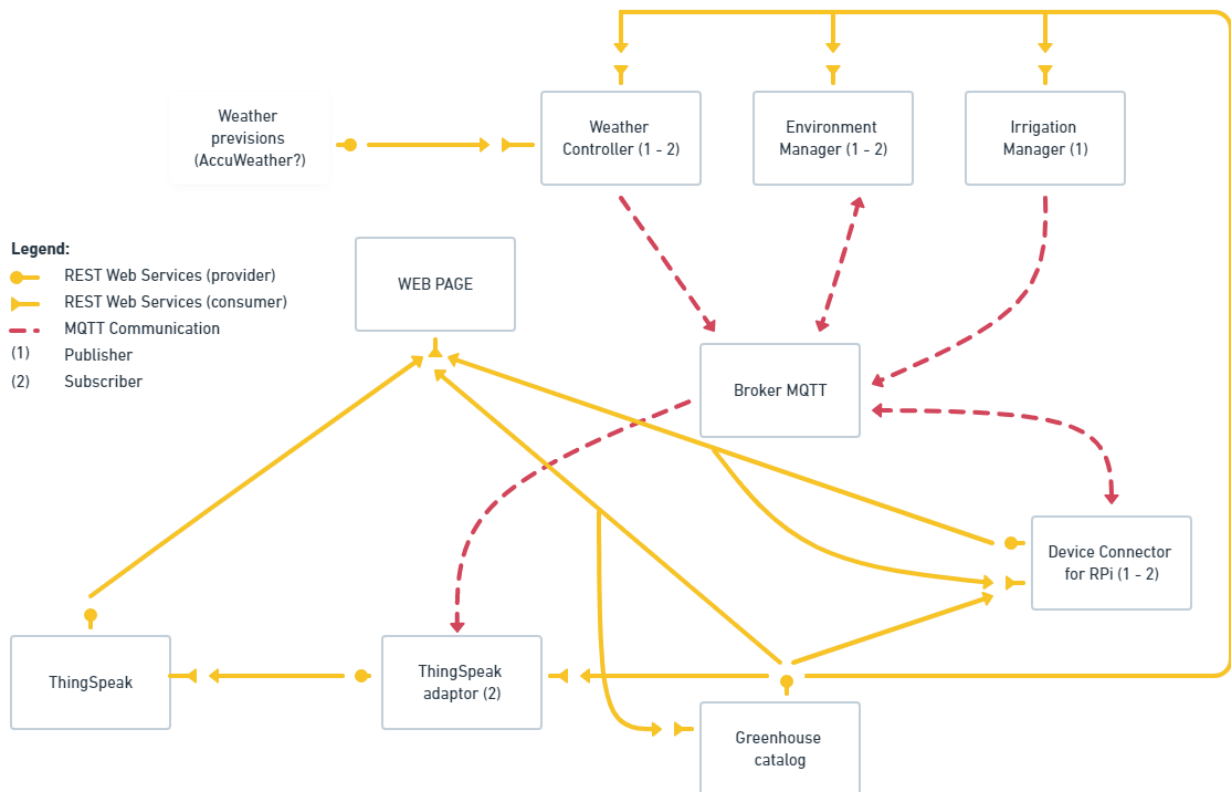 Weather
previsions
(AccuWeather?)
Weather
Controller (1 - 2)
Environment
Manager (1 - 2)
Irrigation
Manager (1)
Legend:
REST Web Services (provider)
REST Web Services (consumer)
MQTT Communication
(1) Publisher
(2) Subscriber
WEB PAGE
Broker MQTT
Device Connector
for RPi (1 - 2)
ThingSpeak
ThingSpeak
adaptor (2)
Greenhouse
catalog